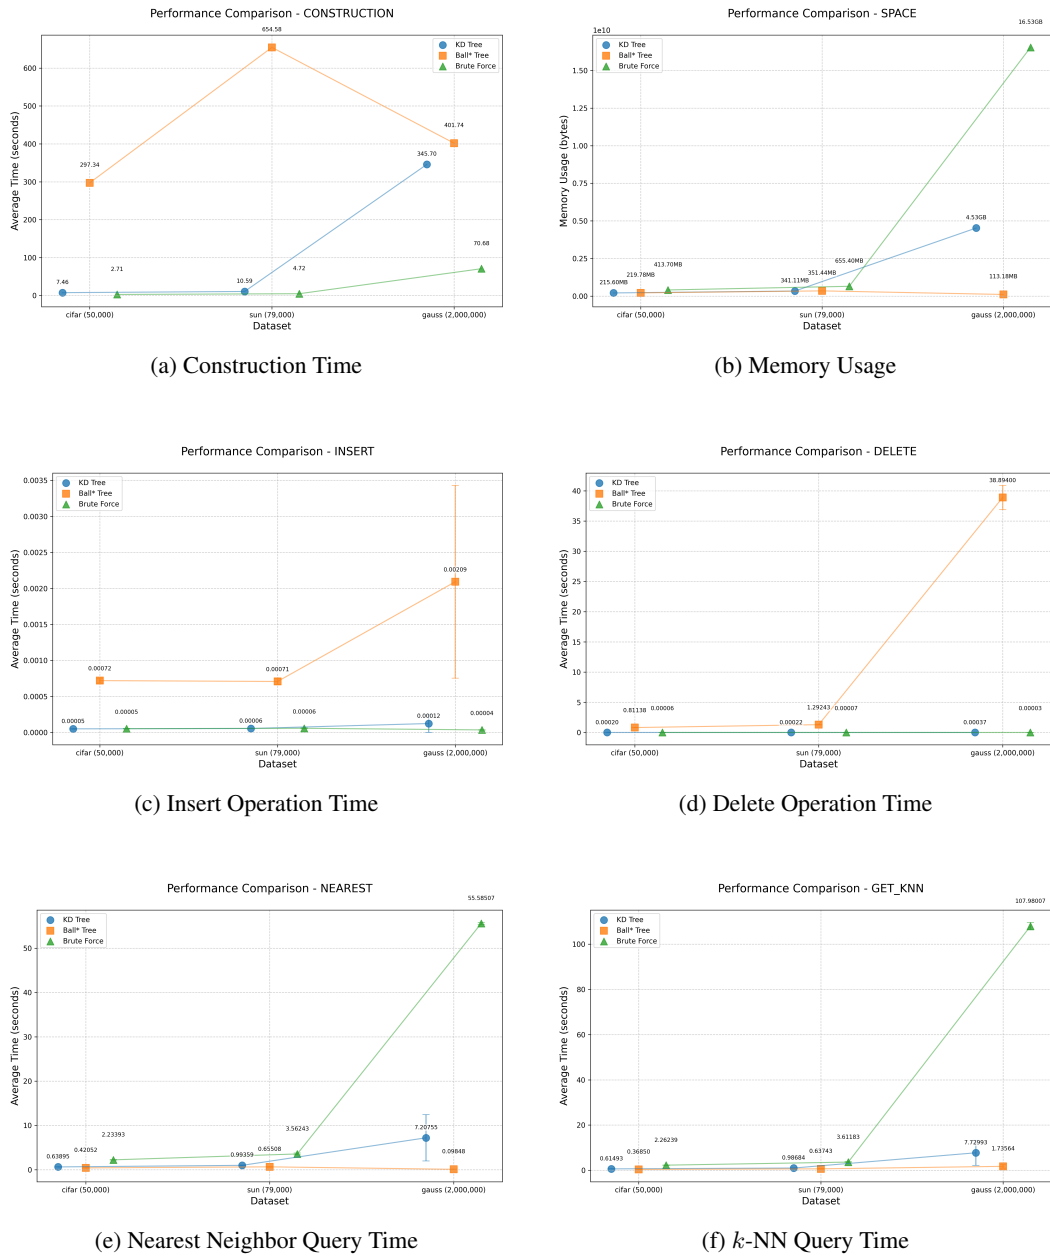 Performance Comparison - CONSTRUCTION
654.58
KD Tree
Ball* Tree
Brute Force
600
500
400
300
200
100
0
Average Time (seconds)
297.34
401.74
345.70
7.46
2.71
10.59
4.72
70.68
cifar (50,000)
sun (79,000)
gauss (2,000,000)
Dataset
(a) Construction Time
Performance Comparison - SPACE
16.53GB
1e10
KD Tree
Ball* Tree
Brute Force
1.50
1.25
1.00
0.75
0.50
0.25
0.00
Memory Usage (bytes)
4.53GB
215.60MB
219.78MB
413.70MB
341.11MB
351.44MB
655.40MB
113.18MB
cifar (50,000)
sun (79,000)
gauss (2,000,000)
Dataset
(b) Memory Usage
Performance Comparison - INSERT
KD Tree
Ball* Tree
Brute Force
0.0035
0.0030
0.0025
0.0020
0.0015
0.0010
0.0005
0.0000
Average Time (seconds)
0.00209
0.00072
0.00071
0.00005
0.00005
0.00006
0.00006
0.00012
0.00004
cifar (50,000)
sun (79,000)
gauss (2,000,000)
Dataset
(c) Insert Operation Time
Performance Comparison - DELETE
KD Tree
Ball* Tree
Brute Force
38.89400
40
35
30
25
20
15
10
5
0
Average Time (seconds)
0.00020
0.81138
0.00006
0.00022
1.29243
0.00007
0.00037
0.00003
cifar (50,000)
sun (79,000)
gauss (2,000,000)
Dataset
(d) Delete Operation Time
Performance Comparison - NEAREST
55.58507
KD Tree
Ball* Tree
Brute Force
50
40
30
20
10
0
Average Time (seconds)
0.63895
0.42052
2.23393
0.99359
0.65508
3.56243
7.20755
0.09848
cifar (50,000)
sun (79,000)
gauss (2,000,000)
Dataset
(e) Nearest Neighbor Query Time
Performance Comparison - GET_KNN
107.98007
KD Tree
Ball* Tree
Brute Force
100
80
60
40
20
0
Average Time (seconds)
0.61493
0.36850
2.26239
0.98684
0.63743
3.61183
7.72993
1.73564
cifar (50,000)
sun (79,000)
gauss (2,000,000)
Dataset
(f) k-NN Query Time